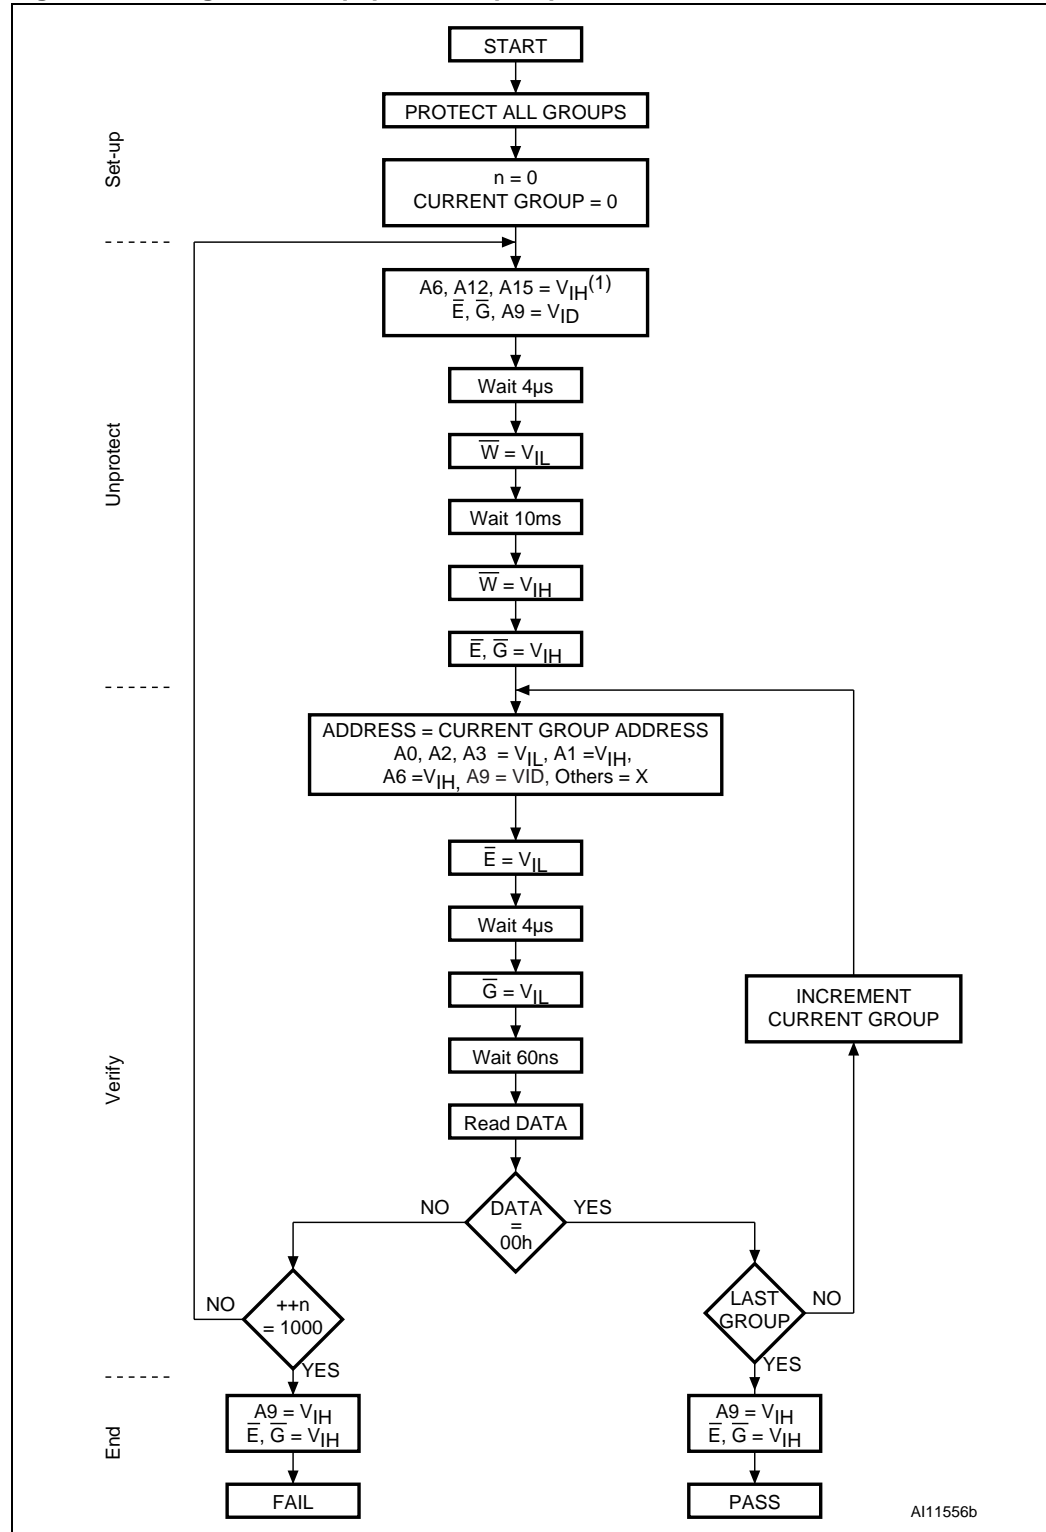 START
PROTECT ALL GROUPS
Set-up
n = 0
CURRENT GROUP = 0
A6, A12, A15 = VIH(1)
E̅, G̅, A9 = VID
Wait 4µs
Unprotect
W̅ = VIL
Wait 10ms
W̅ = VIH
E̅, G̅ = VIH
ADDRESS = CURRENT GROUP ADDRESS
A0, A2, A3 = VIL, A1 =VIH,
A6 =VIH, A9 = VID, Others = X
E̅ = VIL
Wait 4µs
G̅ = VIL
INCREMENT
CURRENT GROUP
Wait 60ns
Verify
Read DATA
NO
DATA
=
00h
YES
NO
++n
= 1000
YES
LAST
GROUP
NO
YES
End
A9 = VIH
E̅, G̅ = VIH
FAIL
A9 = VIH
E̅, G̅ = VIH
PASS
AI11556b